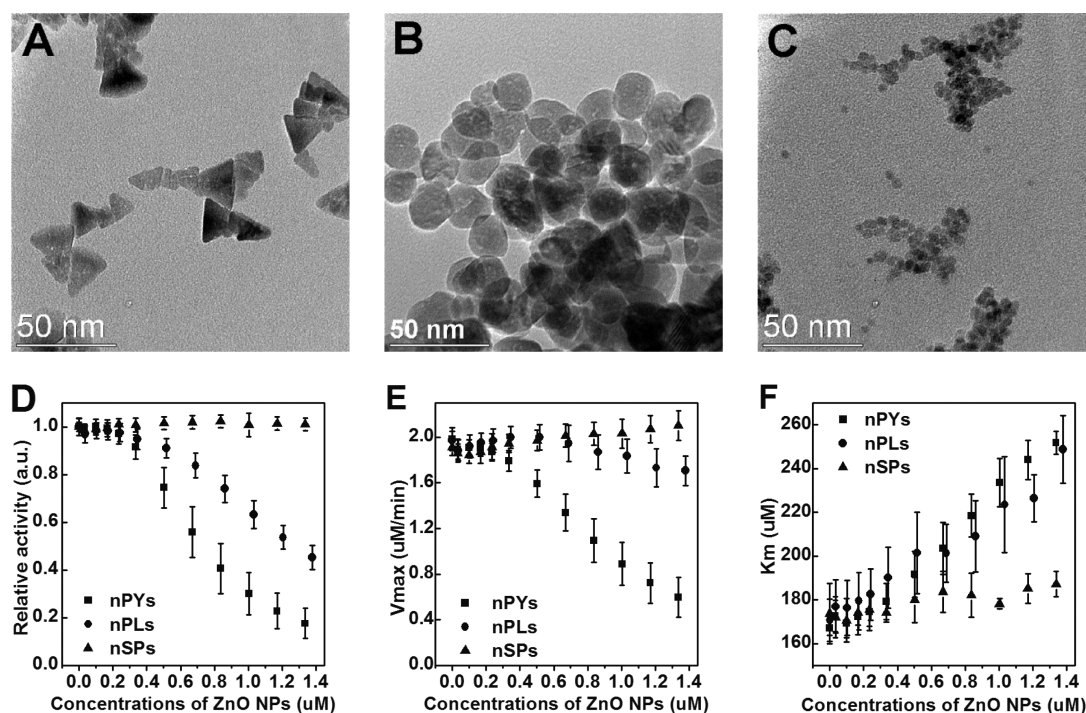 A
50 nm
B
50 nm
C
50 nm
D
Relative activity (a.u.)
1.0
0.8
0.6
0.4
0.2
0.0
nPYs
nPLs
nSPs
0.0 0.2 0.4 0.6 0.8 1.0 1.2 1.4
Concentrations of ZnO NPs (uM)
E
Vmax (uM/min)
2.0
1.6
1.2
0.8
0.4
0.0
nPYs
nPLs
nSPs
0.0 0.2 0.4 0.6 0.8 1.0 1.2 1.4
Concentrations of ZnO NPs (uM)
F
Km (uM)
260
240
220
200
180
160
nPYs
nPLs
nSPs
0.0 0.2 0.4 0.6 0.8 1.0 1.2 1.4
Concentrations of ZnO NPs (uM)